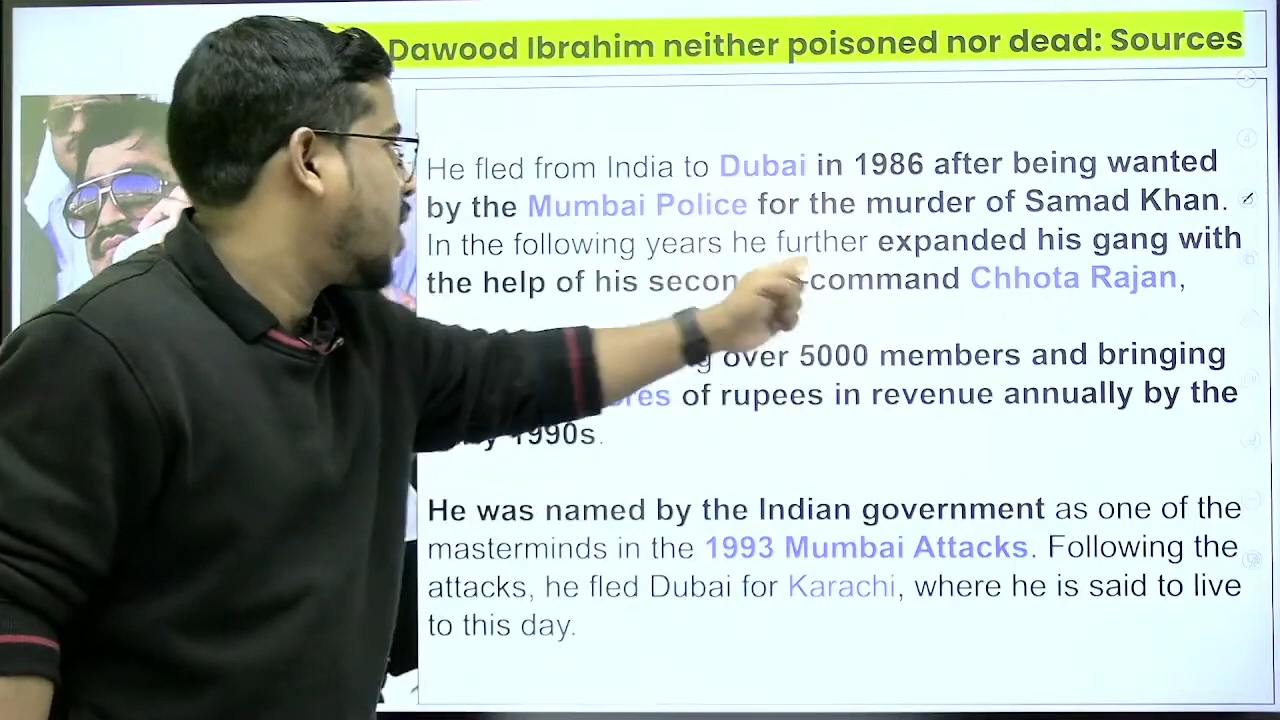 Dawood Ibrahim neither poisoned nor dead: Sources
He fled from India to Dubai in 1986 after being wanted
by the Mumbai Police for the murder of Samad Khan.
In the following years he further expanded his gang with
the help of his command Chhota Rajan,
over 5000 members and bringing
of rupees in revenue annually by the
1990s.
He was named by the Indian government as one of the
masterminds in the 1993 Mumbai Attacks. Following the
attacks, he fled Dubai for Karachi, where he is said to live
to this day.